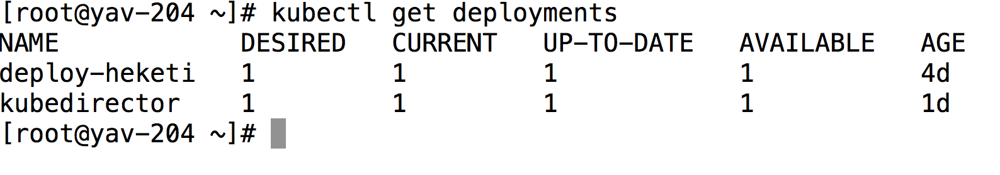 [root@yav-204 ~]# kubectl get deployments
NAME            DESIRED   CURRENT   UP-TO-DATE   AVAILABLE   AGE
deploy-heketi   1         1         1            1           4d
kubedirector    1         1         1            1           1d
[root@yav-204 ~]#